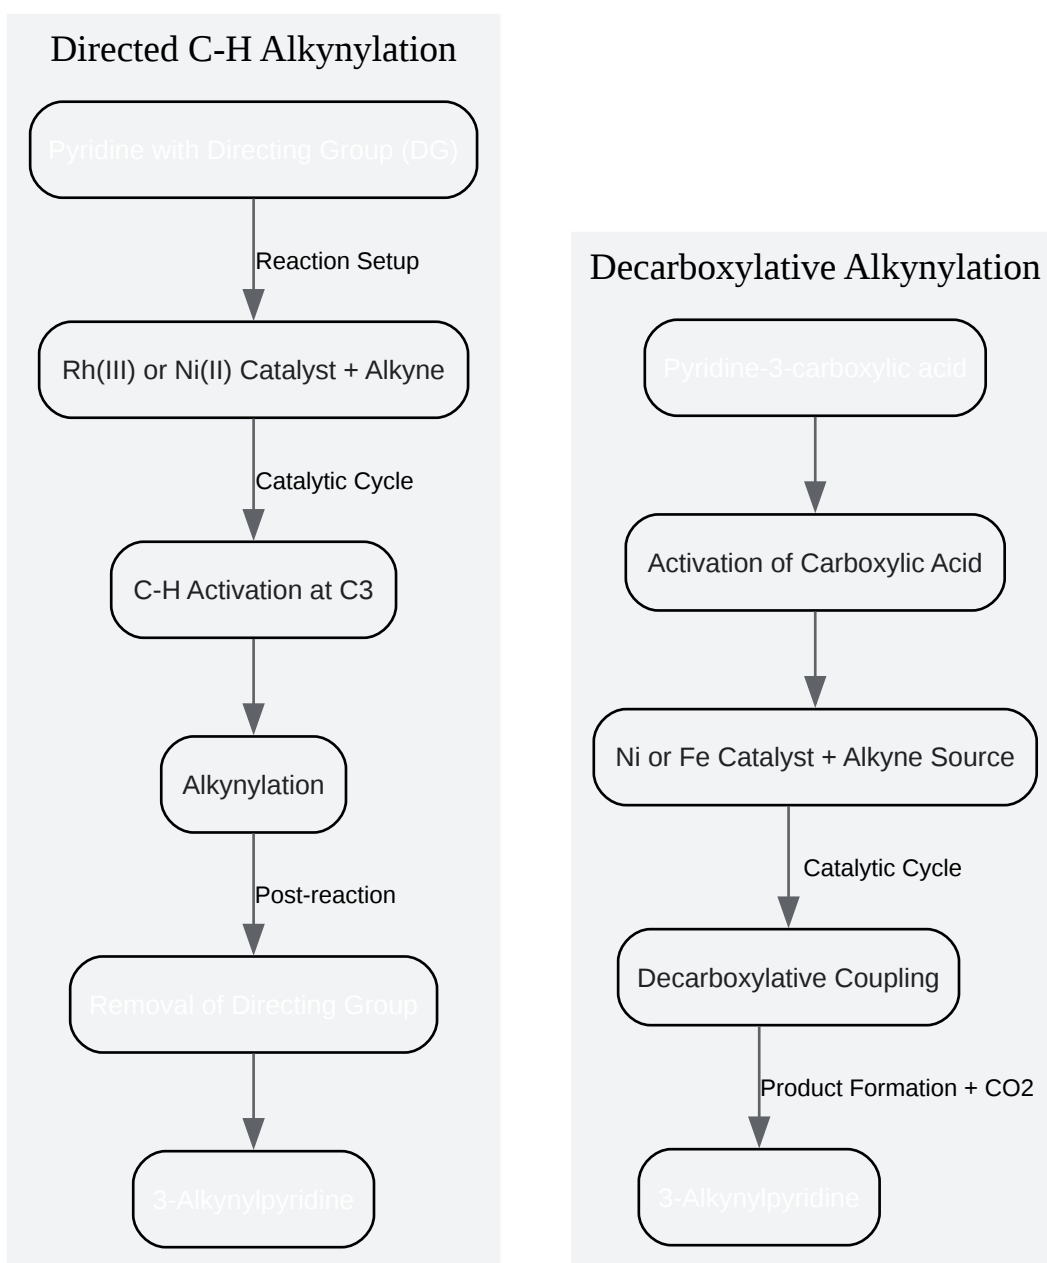 Directed C-H Alkynylation
Pyridine with Directing Group (DG)
Reaction Setup
Rh(III) or Ni(II) Catalyst + Alkyne
Catalytic Cycle
C-H Activation at C3
Alkynylation
Post-reaction
Removal of Directing Group
3-Alkynylpyridine
Decarboxylative Alkynylation
Pyridine-3-carboxylic acid
Activation of Carboxylic Acid
Ni or Fe Catalyst + Alkyne Source
Catalytic Cycle
Decarboxylative Coupling
Product Formation + CO2
3-Alkynylpyridine